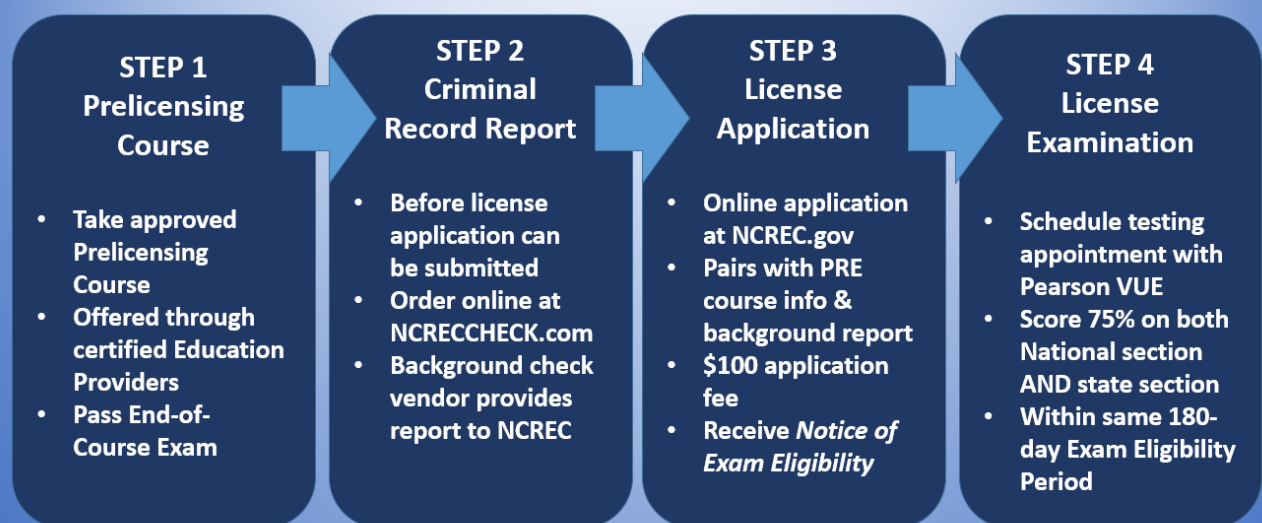 STEP 1
Prelicensing
Course
• Take approved
Prelicensing
Course
• Offered through
certified Education
Providers
• Pass End-of-
Course Exam
STEP 2
Criminal
Record Report
• Before license
application can
be submitted
• Order online at
NCRECCHECK.com
• Background check
vendor provides
report to NCREC
STEP 3
License
Application
• Online application
at NCREC.gov
• Pairs with PRE
course info &
background report
• $100 application
fee
• Receive Notice of
Exam Eligibility
STEP 4
License
Examination
• Schedule testing
appointment with
Pearson VUE
• Score 75% on both
National section
AND state section
• Within same 180-
day Exam Eligibility
Period